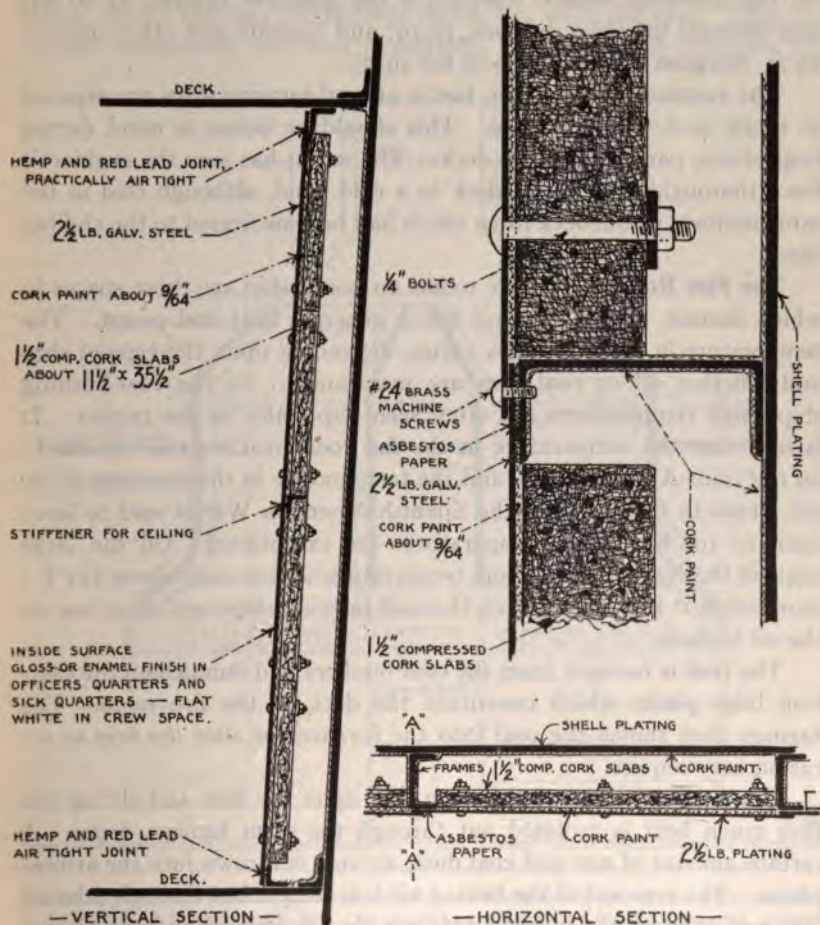 DECK.
HEMP AND RED LEAD JOINT,
PRACTICALLY AIR TIGHT
2½ LB. GALV. STEEL
CORK PAINT ABOUT 9/64"
1½" COMP. CORK SLABS
ABOUT 11½" x 35½"
STIFFENER FOR CEILING
INSIDE SURFACE
GLOSS OR ENAMEL FINISH IN
OFFICERS QUARTERS AND
SICK QUARTERS — FLAT
WHITE IN CREW SPACE.
HEMP AND RED LEAD
AIR TIGHT JOINT
DECK.
— VERTICAL SECTION —
¼" BOLTS
#24 BRASS
MACHINE
SCREWS
ASBESTOS
PAPER
2½ LB. GALV.
STEEL
CORK PAINT
ABOUT 9/64"
1½" COMPRESSED
CORK SLABS
SHELL PLATING
CORK PAINT
"A"
SHELL PLATING
FRAMES
1½" COMP. CORK SLABS
CORK PAINT
ASBESTOS
PAPER
CORK PAINT
2½ LB. PLATING
"A"
— HORIZONTAL SECTION —